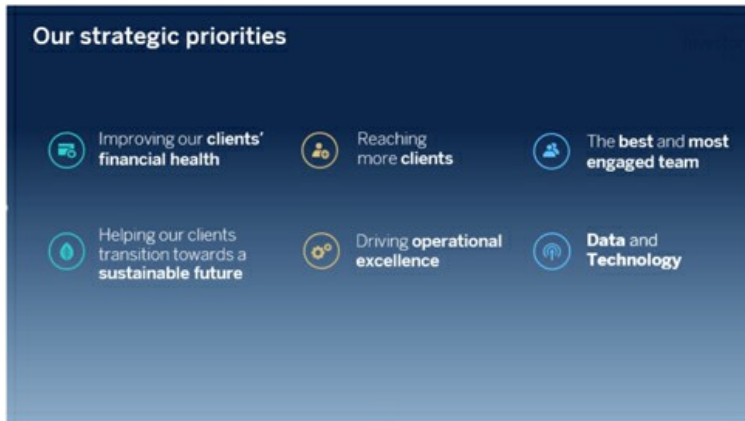 Our strategic priorities
Improving our clients'
financial health
Reaching
more clients
The best and most
engaged team
Helping our clients
transition towards a
sustainable future
Driving operational
excellence
Data and
Technology